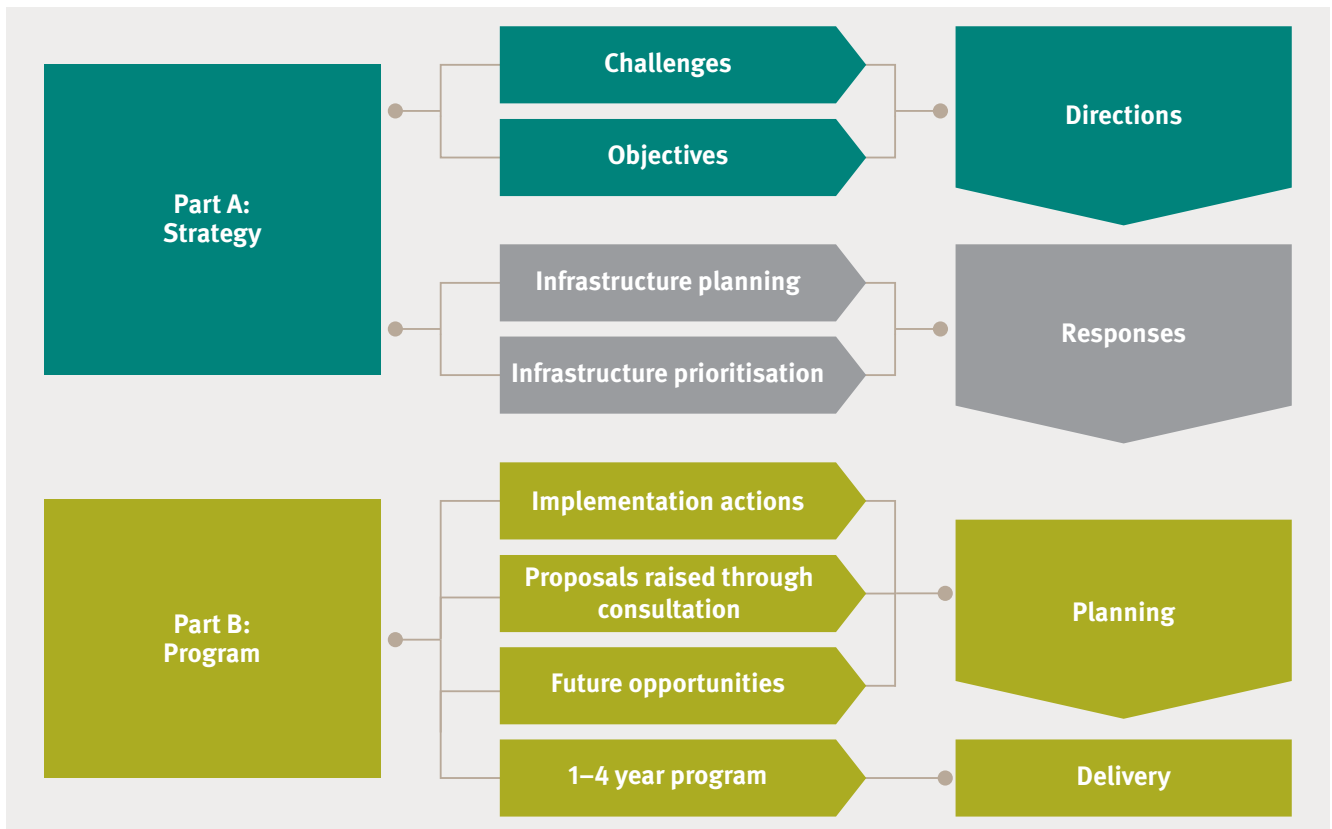 Part A:
Strategy
Challenges
Objectives
Directions
Infrastructure planning
Infrastructure prioritisation
Responses
Part B:
Program
Implementation actions
Proposals raised through
consultation
Future opportunities
Planning
1–4 year program
Delivery